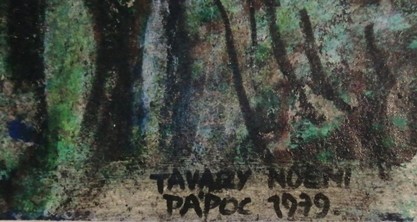 TAVARY NOEMI
PÁPOC 1979.